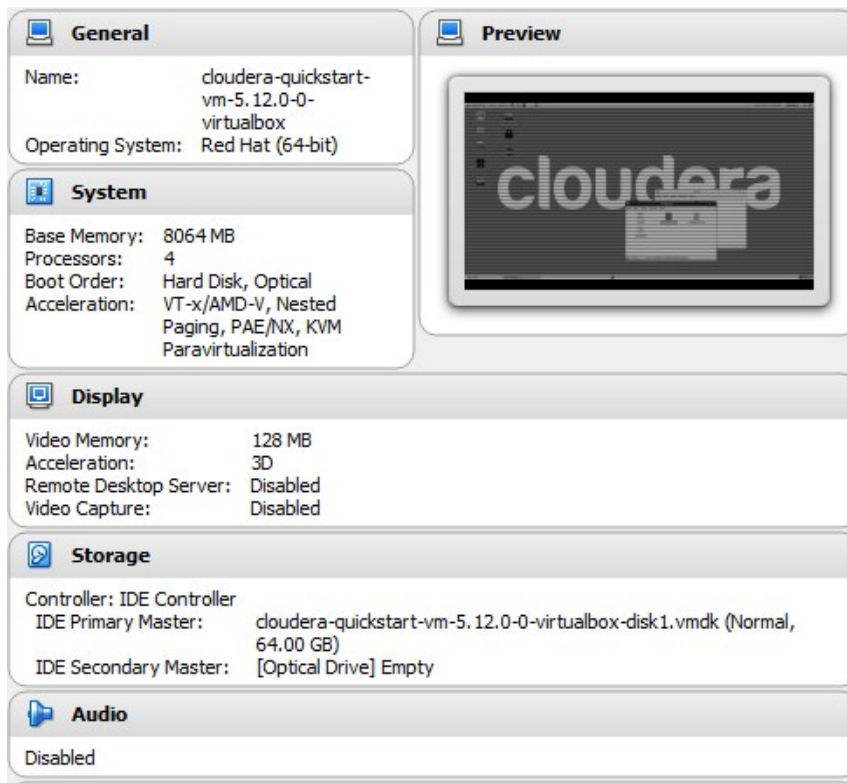 General
Name: cloudera-quickstart-
vm-5.12.0-0-
virtualbox
Operating System: Red Hat (64-bit)
Preview
cloudera
System
Base Memory: 8064 MB
Processors: 4
Boot Order: Hard Disk, Optical
Acceleration: VT-x/AMD-V, Nested
Paging, PAE/NX, KVM
Paravirtualization
Display
Video Memory: 128 MB
Acceleration: 3D
Remote Desktop Server: Disabled
Video Capture: Disabled
Storage
Controller: IDE Controller
IDE Primary Master: cloudera-quickstart-vm-5.12.0-0-virtualbox-disk1.vmdk (Normal,
64.00 GB)
IDE Secondary Master: [Optical Drive] Empty
Audio
Disabled